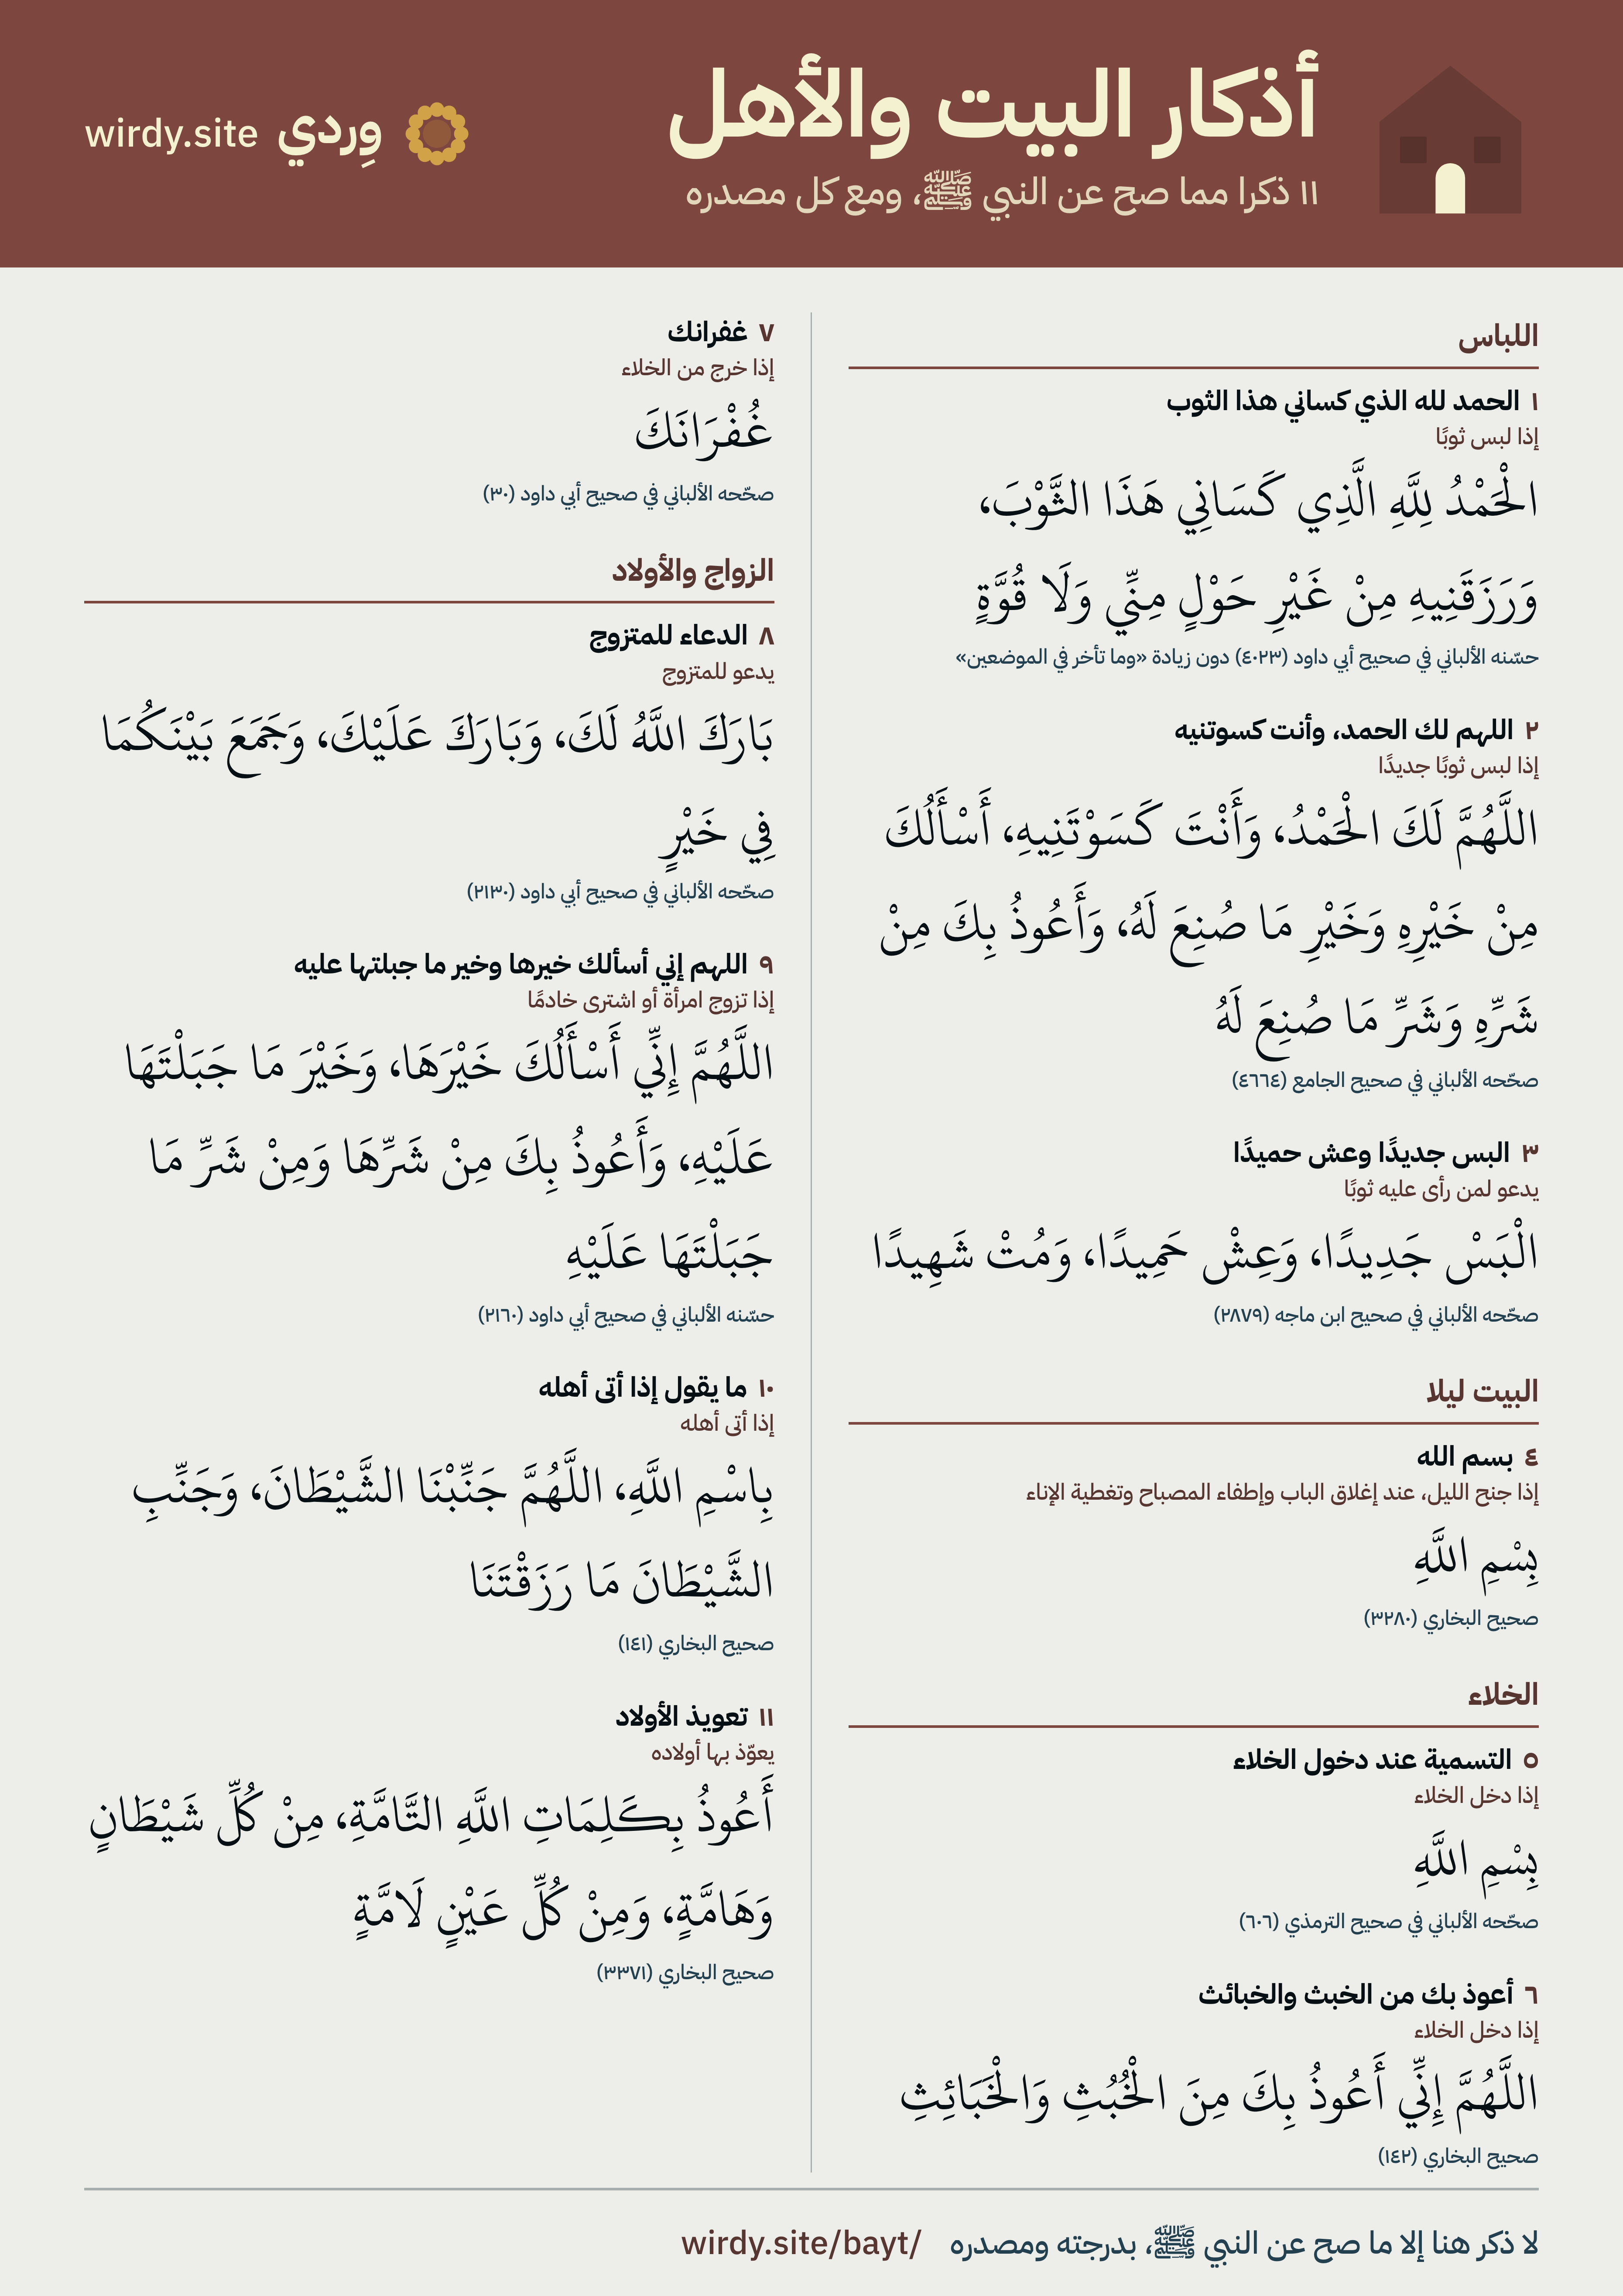 أذكار البيت والأهل
١١ ذكرا مما صح عن النبي ﷺ، ومع كل مصدره
وِردي wirdy.site
اللباس
١ الحمد لله الذي كساني هذا الثوب
إذا لبس ثوبًا
الْحَمْدُ لِلَّهِ الَّذِي كَسَانِي هَذَا الثَّوْبَ،
وَرَزَقَنِيهِ مِنْ غَيْرِ حَوْلٍ مِنِّي وَلَا قُوَّةٍ
حسّنه الألباني في صحيح أبي داود (٤٠٢٣) دون زيادة «وما تأخر في الموضعين»
٢ اللهم لك الحمد، وأنت كسوتنيه
إذا لبس ثوبًا جديدًا
اللَّهُمَّ لَكَ الْحَمْدُ، وَأَنْتَ كَسَوْتَنِيهِ، أَسْأَلُكَ
مِنْ خَيْرِهِ وَخَيْرِ مَا صُنِعَ لَهُ، وَأَعُوذُ بِكَ مِنْ
شَرِّهِ وَشَرِّ مَا صُنِعَ لَهُ
صحّحه الألباني في صحيح الجامع (٤٦٦٤)
٣ البس جديدًا وعش حميدًا
يدعو لمن رأى عليه ثوبًا
الْبَسْ جَدِيدًا، وَعِشْ حَمِيدًا، وَمُتْ شَهِيدًا
صحّحه الألباني في صحيح ابن ماجه (٢٨٧٩)
البيت ليلا
٤ بسم الله
إذا جنح الليل، عند إغلاق الباب وإطفاء المصباح وتغطية الإناء
بِسْمِ اللَّهِ
صحيح البخاري (٣٢٨٠)
الخلاء
٥ التسمية عند دخول الخلاء
إذا دخل الخلاء
بِسْمِ اللَّهِ
صحّحه الألباني في صحيح الترمذي (٦٠٦)
٦ أعوذ بك من الخبث والخبائث
إذا دخل الخلاء
اللَّهُمَّ إِنِّي أَعُوذُ بِكَ مِنَ الْخُبُثِ وَالْخَبَائِثِ
صحيح البخاري (١٤٢)
٧ غفرانك
إذا خرج من الخلاء
غُفْرَانَكَ
صحّحه الألباني في صحيح أبي داود (٣٠)
الزواج والأولاد
٨ الدعاء للمتزوج
يدعو للمتزوج
بَارَكَ اللَّهُ لَكَ، وَبَارَكَ عَلَيْكَ، وَجَمَعَ بَيْنَكُمَا
فِي خَيْرٍ
صحّحه الألباني في صحيح أبي داود (٢١٣٠)
٩ اللهم إني أسألك خيرها وخير ما جبلتها عليه
إذا تزوج امرأة أو اشترى خادمًا
اللَّهُمَّ إِنِّي أَسْأَلُكَ خَيْرَهَا، وَخَيْرَ مَا جَبَلْتَهَا
عَلَيْهِ، وَأَعُوذُ بِكَ مِنْ شَرِّهَا وَمِنْ شَرِّ مَا
جَبَلْتَهَا عَلَيْهِ
حسّنه الألباني في صحيح أبي داود (٢١٦٠)
١٠ ما يقول إذا أتى أهله
إذا أتى أهله
بِاسْمِ اللَّهِ، اللَّهُمَّ جَنِّبْنَا الشَّيْطَانَ، وَجَنِّبِ
الشَّيْطَانَ مَا رَزَقْتَنَا
صحيح البخاري (١٤١)
١١ تعويذ الأولاد
يعوّذ بها أولاده
أَعُوذُ بِكَلِمَاتِ اللَّهِ التَّامَّةِ، مِنْ كُلِّ شَيْطَانٍ
وَهَامَّةٍ، وَمِنْ كُلِّ عَيْنٍ لَامَّةٍ
صحيح البخاري (٣٣٧١)
لا ذكر هنا إلا ما صح عن النبي ﷺ، بدرجته ومصدره wirdy.site/bayt/